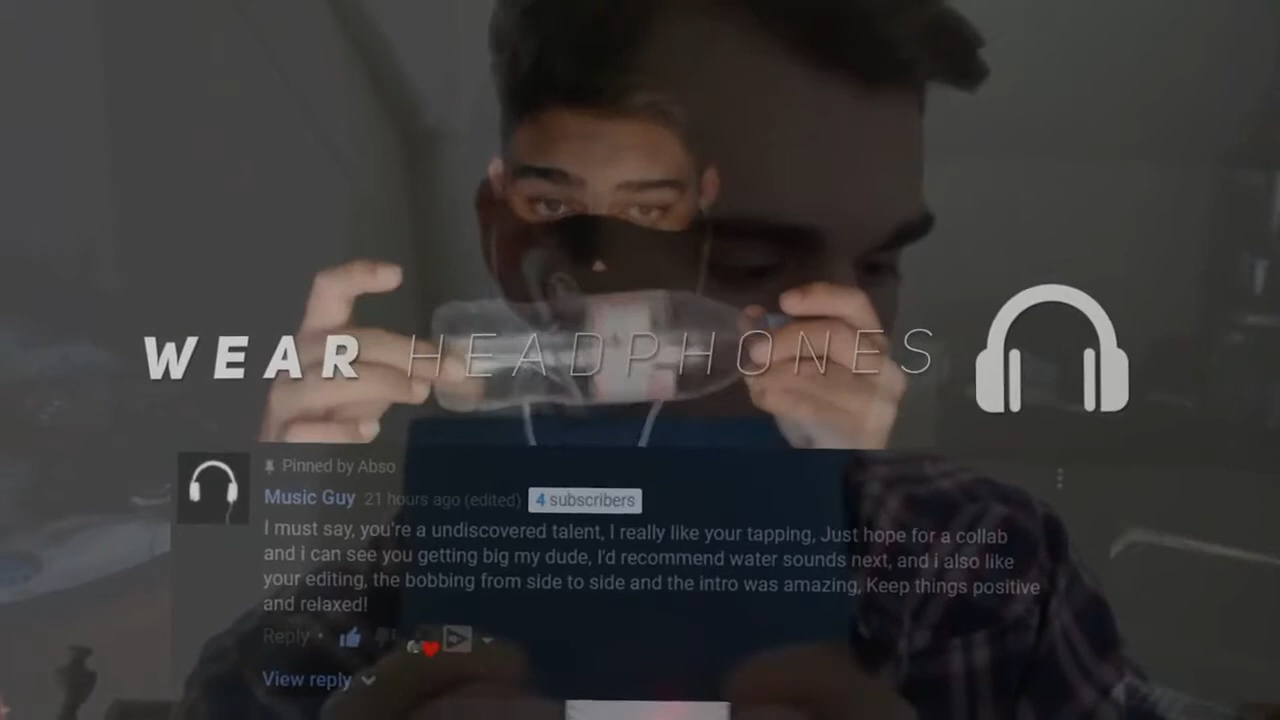 WEAR HEADPHONES
Pinned by Abso
Music Guy 21 hours ago (edited) 4 subscribers
I must say, you're a undiscovered talent, I really like your tapping, Just hope for a collab
and i can see you getting big my dude, I'd recommend water sounds next, and i also like
your editing, the bobbing from side to side and the intro was amazing, Keep things positive
and relaxed!
Reply
View reply